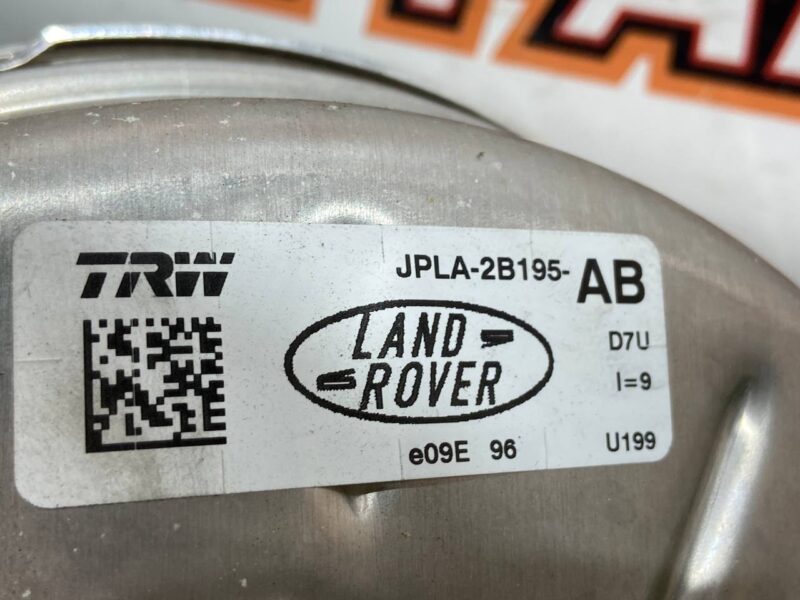 TRW
JPLA-2B195-AB
LAND
ROVER
D7U
I=9
e09E 96
U199